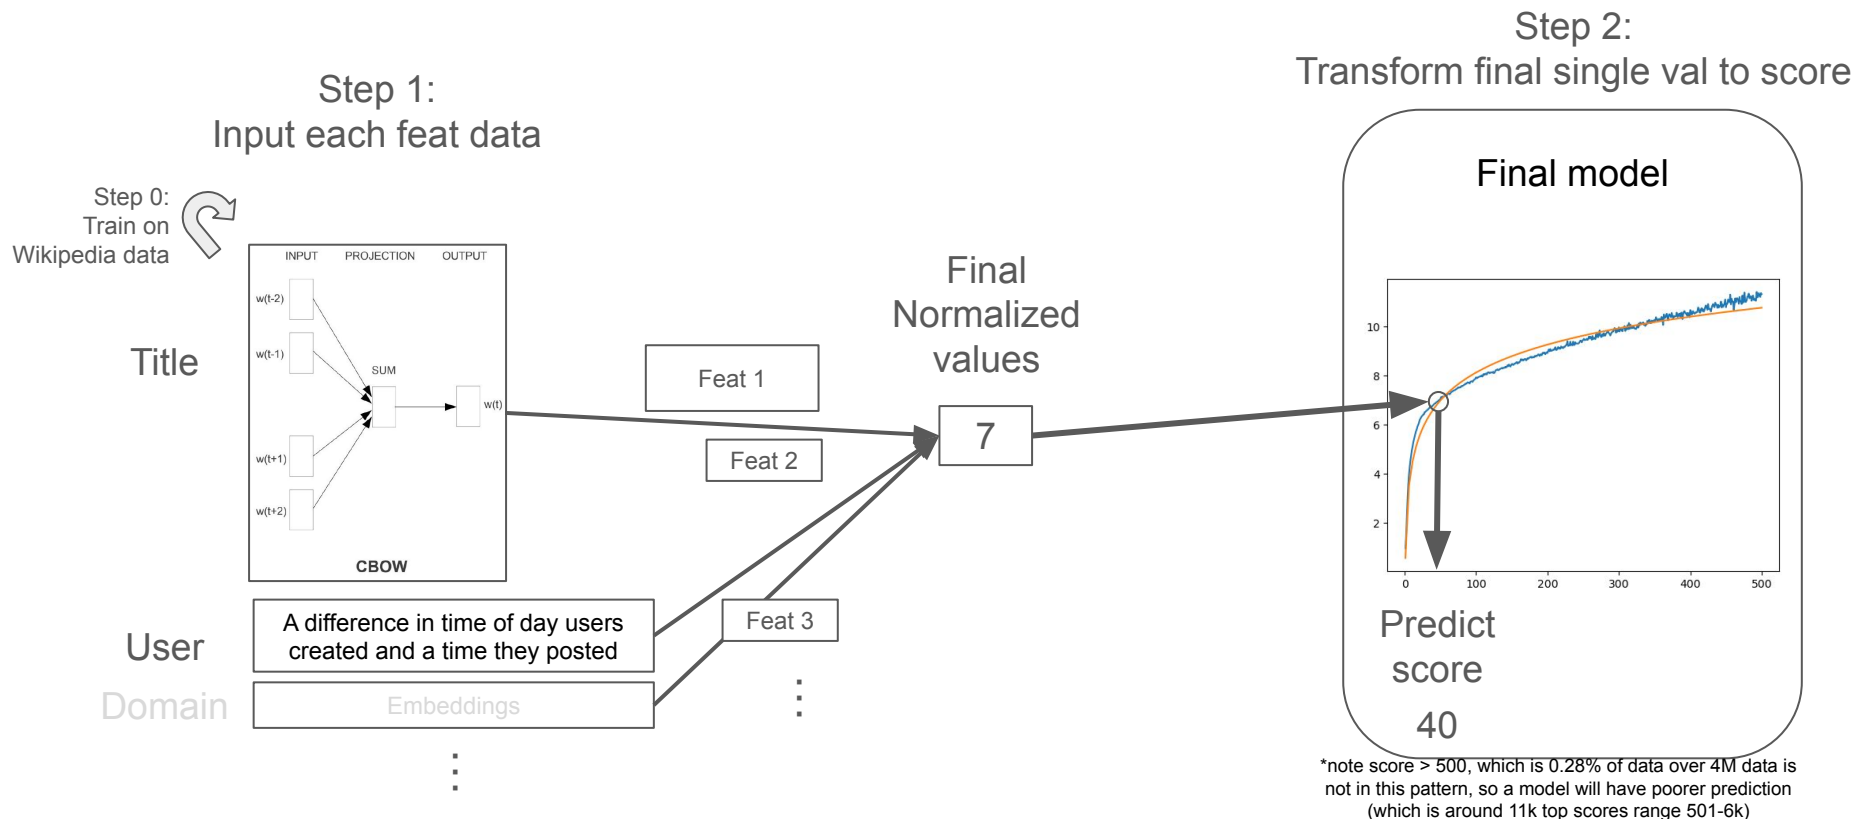 Step 1:
Input each feat data
Step 0:
Train on
Wikipedia data
INPUT PROJECTION OUTPUT
w(t-2)
w(t-1)
SUM
w(t)
w(t+1)
w(t+2)
CBOW
Title
User
A difference in time of day users
created and a time they posted
Domain
Embeddings
Feat 1
Feat 2
Feat 3
Final
Normalized
values
7
Step 2:
Transform final single val to score
Final model
10
8
6
4
2
0 100 200 300 400 500
Predict
score
40
*note score > 500, which is 0.28% of data over 4M data is
not in this pattern, so a model will have poorer prediction
(which is around 11k top scores range 501-6k)